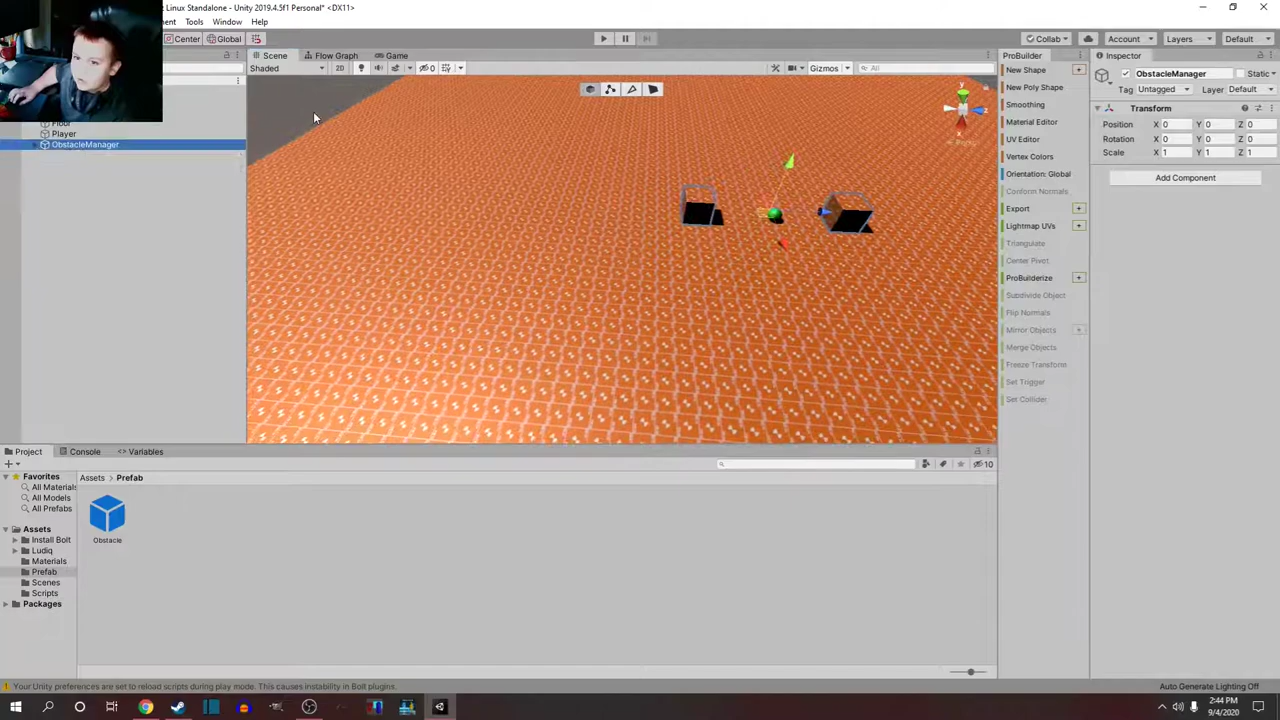 Linux Standalone - Unity 2019.4.5f1 Personal* <DX11>
Tools Window Help
Center Global
Collab Account Layers Default
Scene Flow Graph Game
Shaded 2D 0 Gizmos All
Player
ObstacleManager
Persp
ProBuilder
New Shape +
New Poly Shape
Smoothing
Material Editor
UV Editor
Vertex Colors
Orientation: Global
Conform Normals
Export +
Lightmap UVs +
Triangulate
Center Pivot
ProBuilderize +
Subdivide Object
Flip Normals
Mirror Objects +
Merge Objects
Freeze Transform
Set Trigger
Set Collider
Inspector
ObstacleManager Static
Tag Untagged Layer Default
Transform
Position X 0 Y 0 Z 0
Rotation X 0 Y 0 Z 0
Scale X 1 Y 1 Z 1
Add Component
Project Console Variables
10
Favorites
All Materials
All Models
All Prefabs
Assets
Install Bolt
Ludiq
Materials
Prefab
Scenes
Scripts
Packages
Assets > Prefab
Obstacle
Your Unity preferences are set to reload scripts during play mode. This causes instability in Bolt plugins.
Auto Generate Lighting Off
2:44 PM
9/4/2020